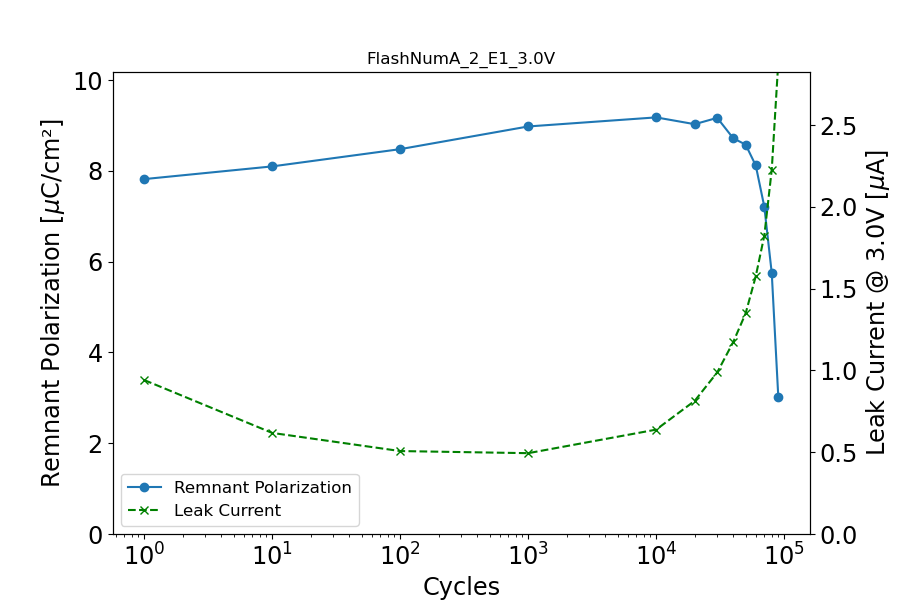 FlashNumA_2_E1_3.0V
Remnant Polarization [μC/cm²]
10
8
6
4
2
0
Leak Current @ 3.0V [μA]
2.5
2.0
1.5
1.0
0.5
0.0
Remnant Polarization
Leak Current
10⁰ 10¹ 10² 10³ 10⁴ 10⁵
Cycles